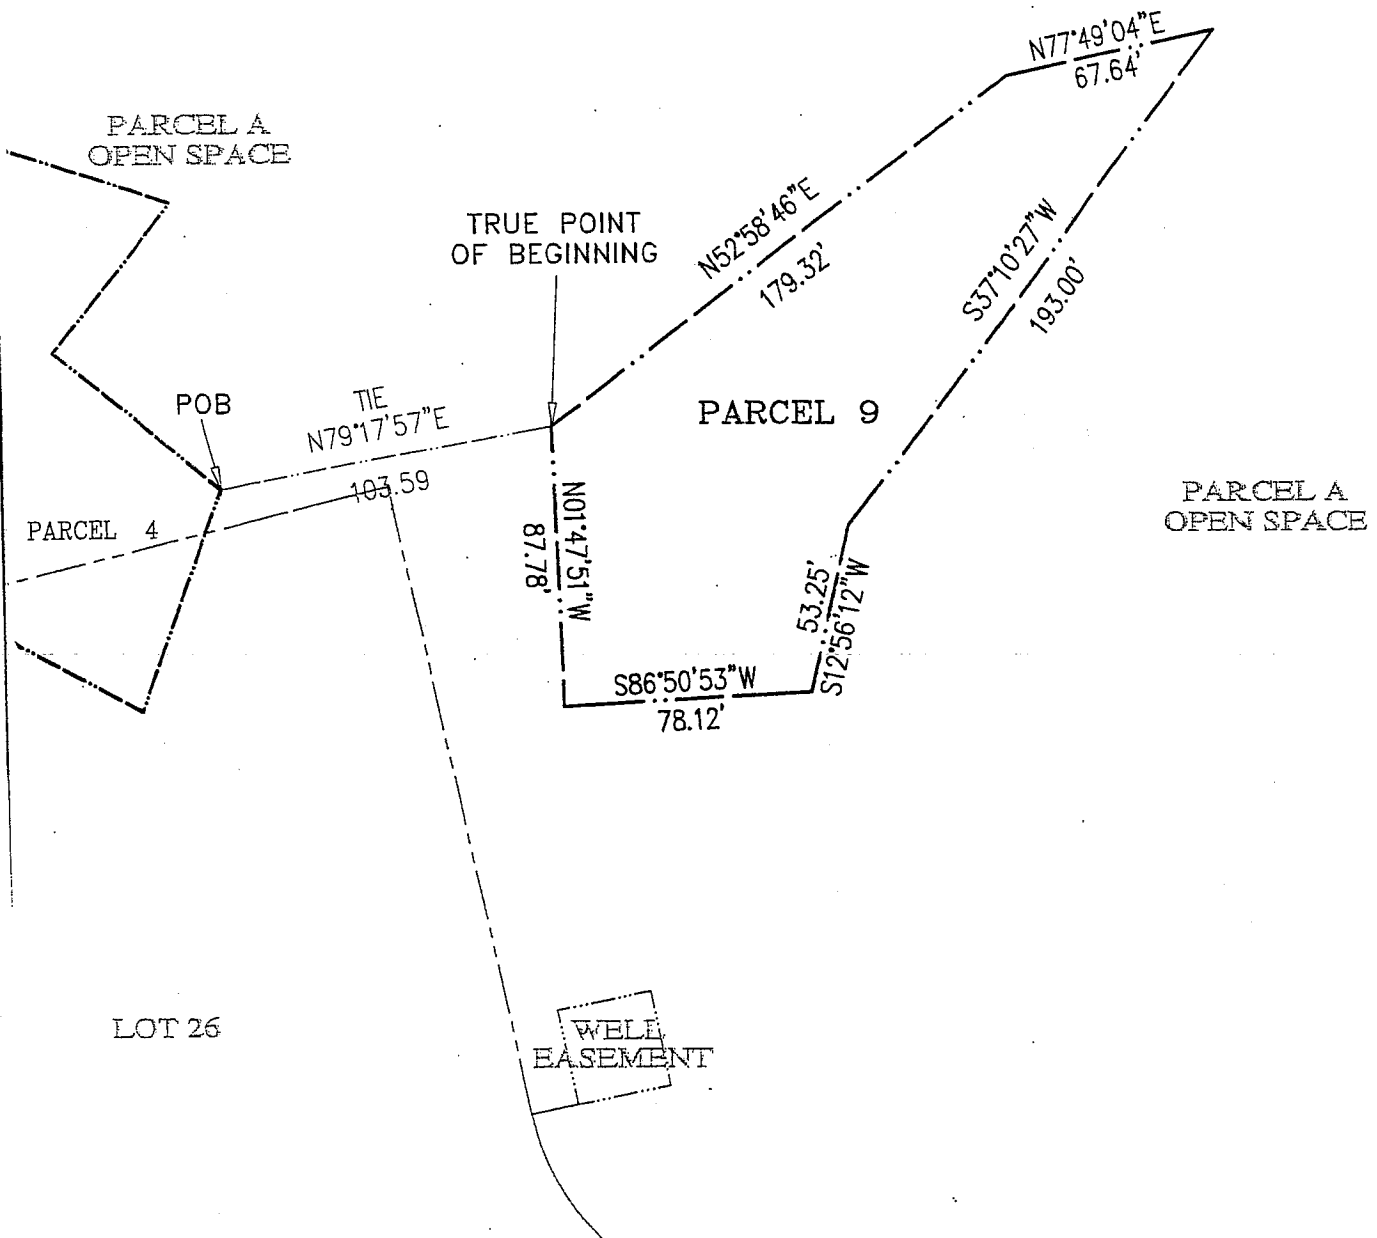 N77°49'04"E
67.64'
PARCEL A
OPEN SPACE
TRUE POINT
OF BEGINNING
N52°58'46"E
179.32'
S37°10'27"W
193.00'
POB
TIE
N79°17'57"E
103.59
PARCEL 9
PARCEL A
OPEN SPACE
PARCEL 4
N01°47'51"W
87.78'
53.25'
S12°56'12"W
S86°50'53"W
78.12'
LOT 26
WELL
EASEMENT